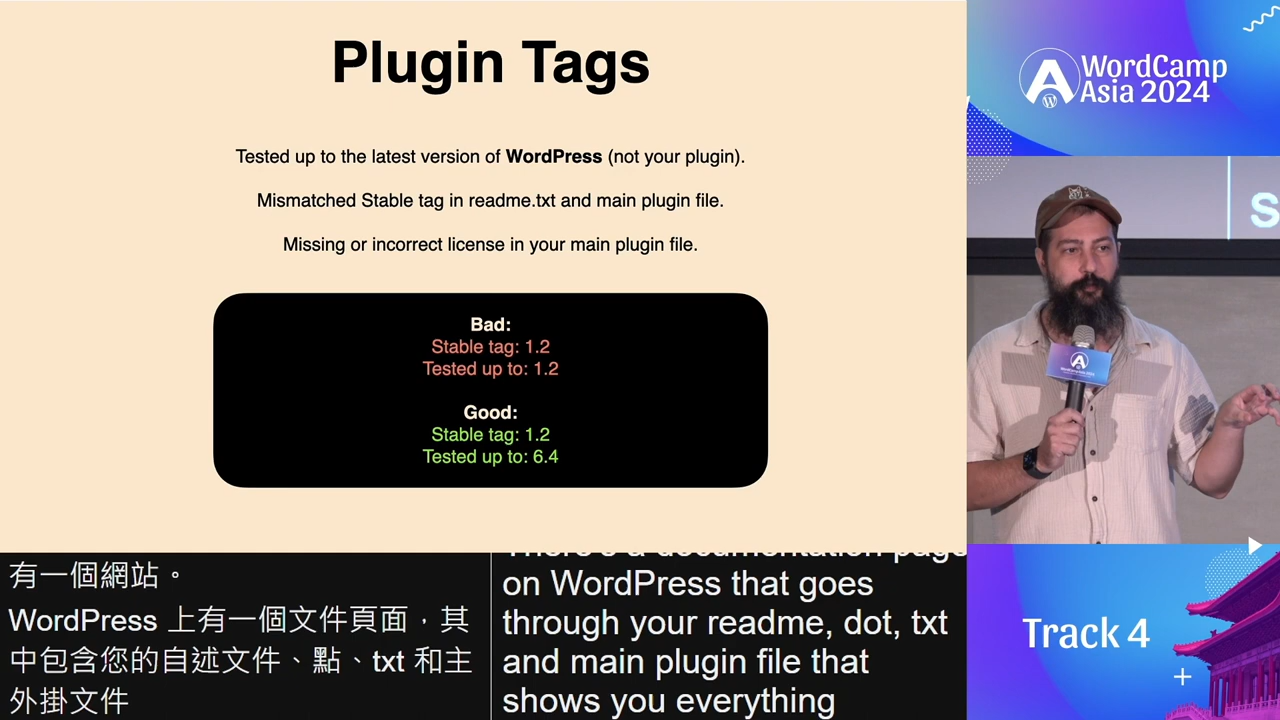 Plugin Tags
Tested up to the latest version of WordPress (not your plugin).
Mismatched Stable tag in readme.txt and main plugin file.
Missing or incorrect license in your main plugin file.
Bad:
Stable tag: 1.2
Tested up to: 1.2
Good:
Stable tag: 1.2
Tested up to: 6.4
WordCamp
Asia 2024
S
Track 4
有一個網站。
WordPress 上有一個文件頁面，其
中包含您的自述文件、點、txt 和主
外掛文件
There's a documentation page
on WordPress that goes
through your readme, dot, txt
and main plugin file that
shows you everything